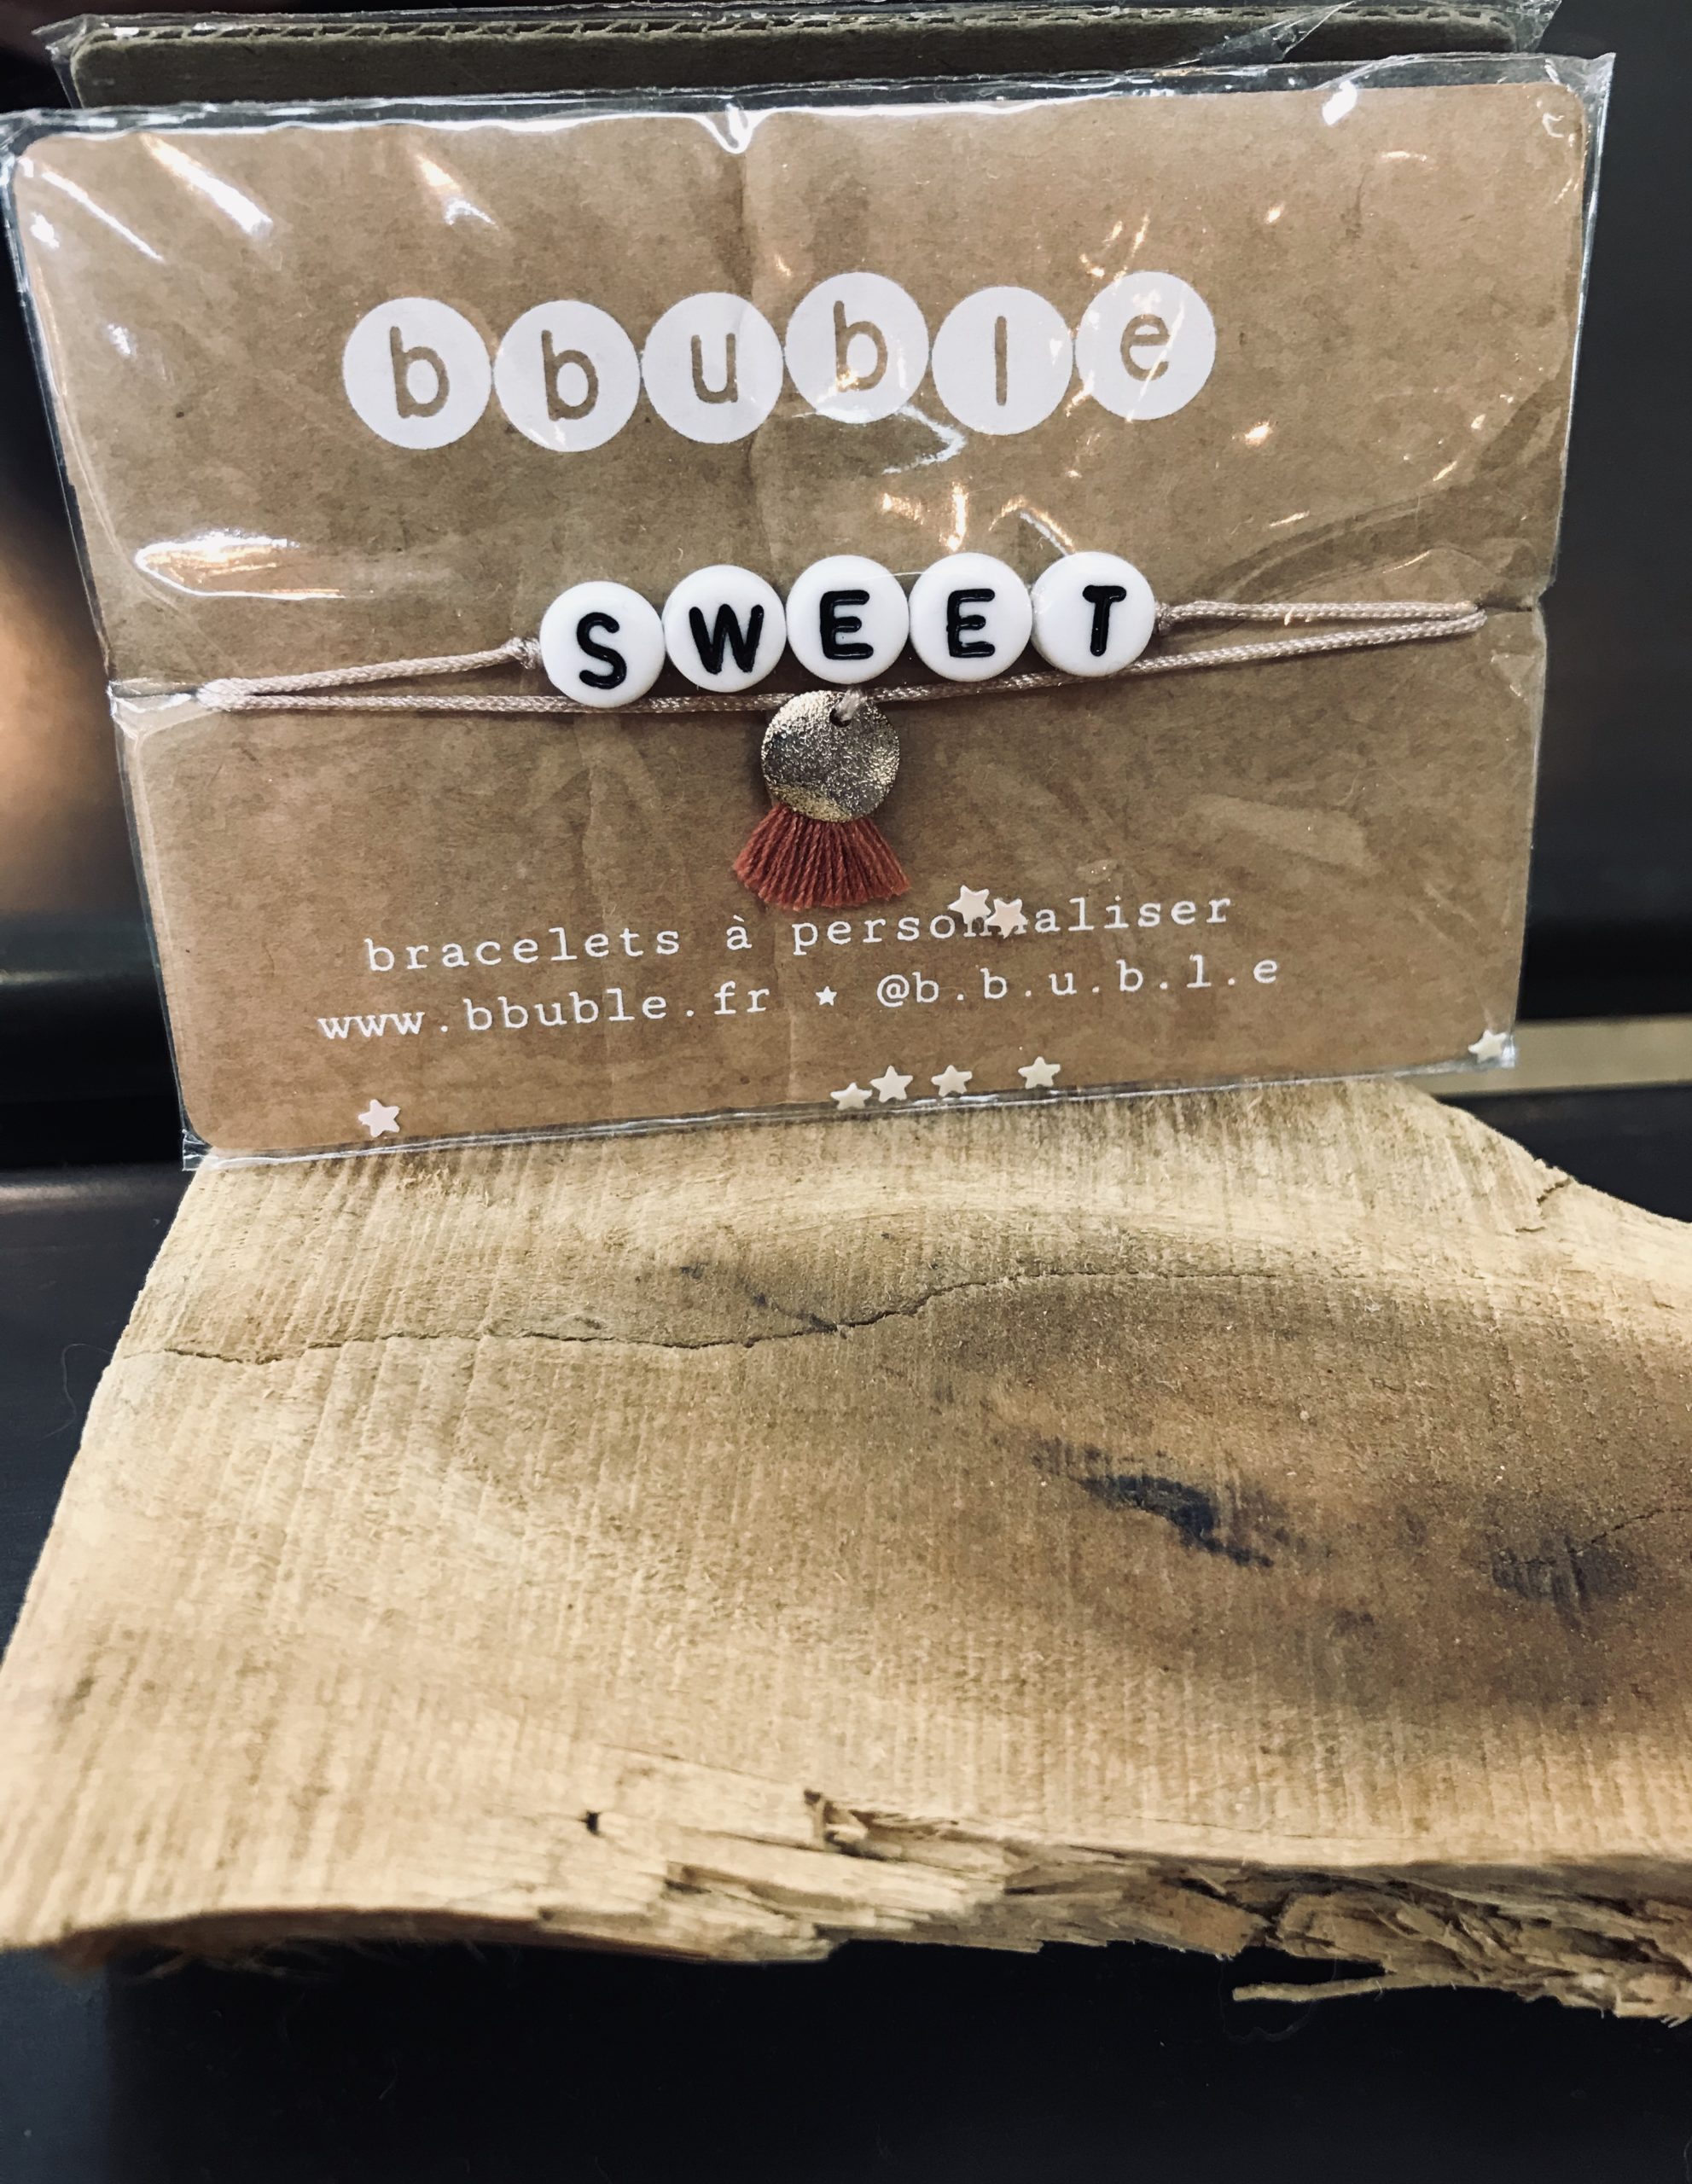 bbuble
SWEET
bracelets à personnaliser
www.bbuble.fr ★ @b.b.u.b.l.e